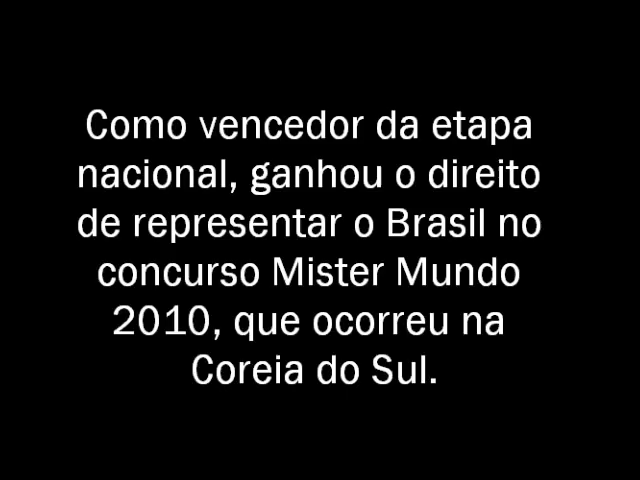 Como vencedor da etapa
nacional, ganhou o direito
de representar o Brasil no
concurso Mister Mundo
2010, que ocorreu na
Coreia do Sul.